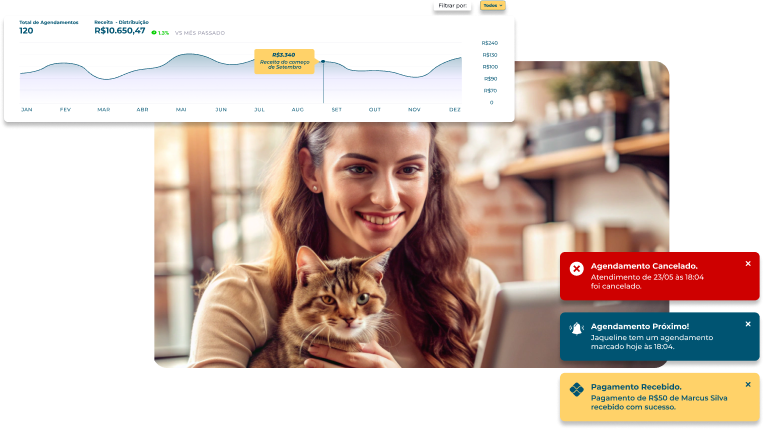 Filtrar por:
Todos
Total de Agendamentos
120
Receita - Distribuição
R$10.650,47 1.3% VS MÊS PASSADO
R$240
R$130
R$100
R$90
R$70
0
R$3.340
Receita do começo
de Setembro
JAN FEV MAR ABR MAI JUN JUL AUG SET OUT NOV DEZ
Agendamento Cancelado.
Atendimento de 23/05 às 18:04
foi cancelado.
Agendamento Próximo!
Jaqueline tem um agendamento
marcado hoje às 18:04.
Pagamento Recebido.
Pagamento de R$50 de Marcus Silva
recebido com sucesso.